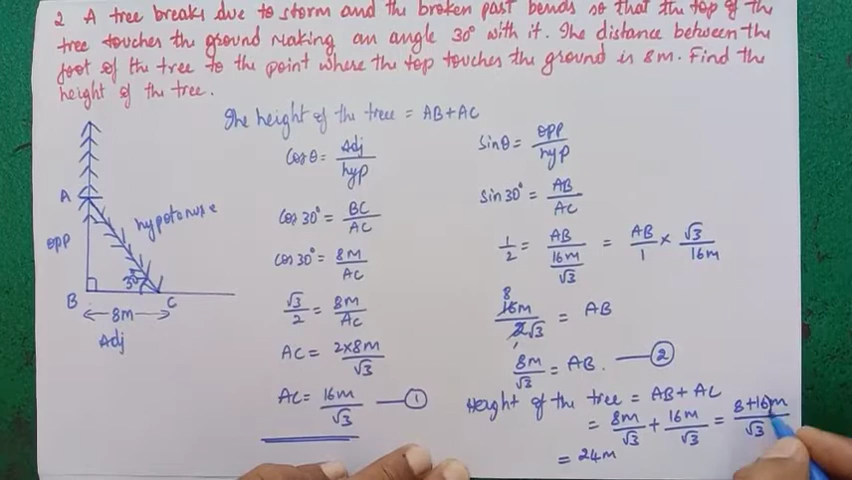 2 A tree breaks due to storm and the broken part bends so that the top of the
tree touches the ground making an angle 30° with it. The distance between the
foot of the tree to the point where the top touches the ground is 8m. Find the
height of the tree.
The height of the tree = AB + AC
A
opp
hypotenuse
30°
B
C
8m
Adj
Cosθ = Adj/hyp
Cos 30° = BC/AC
Cos 30° = 8M/AC
√3/2 = 8M/AC
AC = 2×8M/√3
AC = 16M/√3 —①
Sinθ = opp/hyp
Sin 30° = AB/AC
1/2 = AB/(16M/√3) = AB/1 × √3/16M
8
16M/2√3 = AB
1
8M/√3 = AB. —②
Height of the tree = AB + AC
= 8M/√3 + 16M/√3 = 8+16)m/√3
= 24M